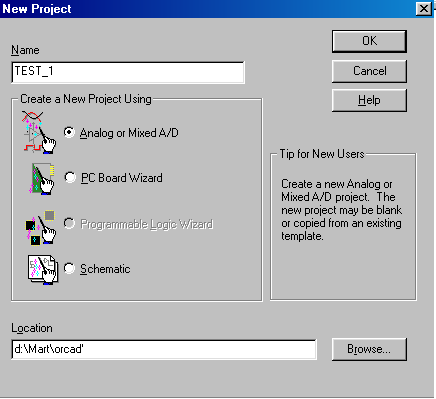 New Project
Name
TEST_1
OK
Cancel
Help
Create a New Project Using
Analog or Mixed A/D
PC Board Wizard
Programmable Logic Wizard
Schematic
Tip for New Users
Create a new Analog or
Mixed A/D project. The
new project may be blank
or copied from an existing
template.
Location
d:\Mart\orcad'
Browse...